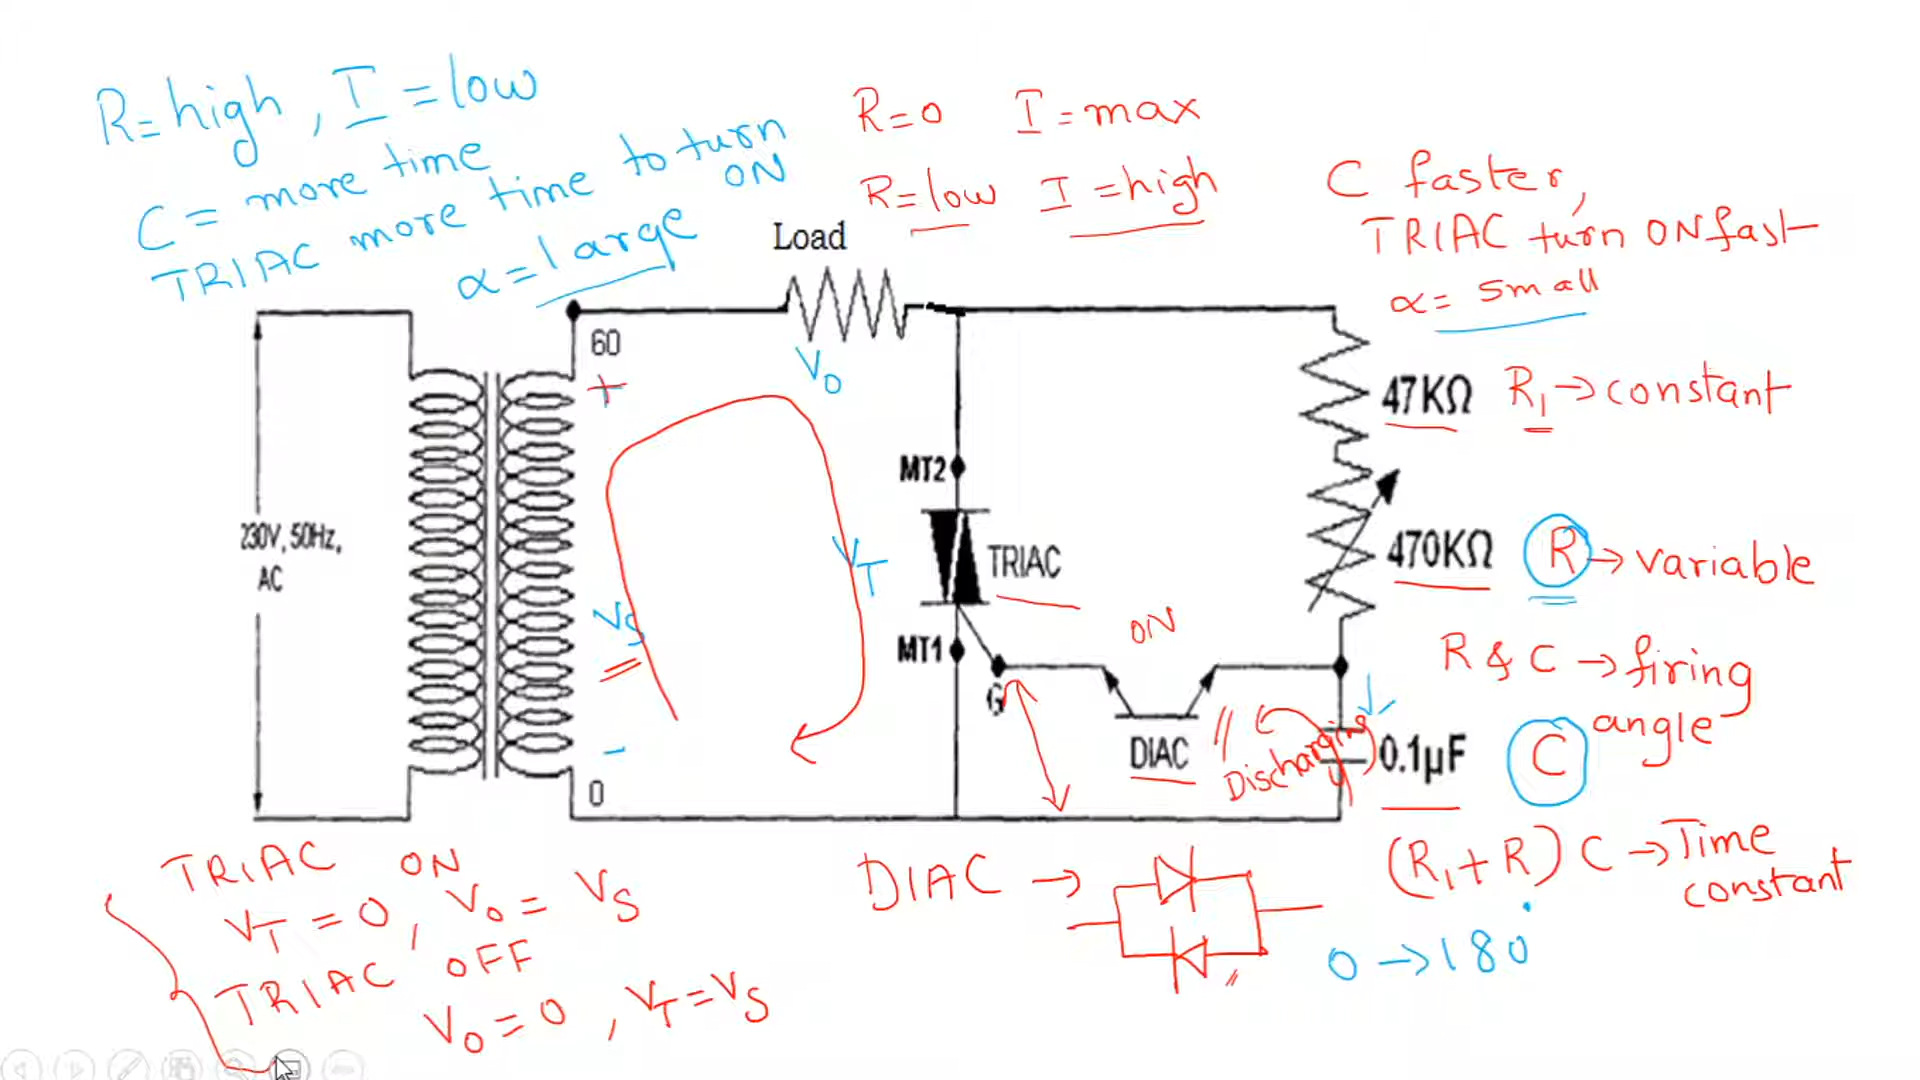 R=high, I=low
C= more time
TRIAC more time to turn
ON
α=large
R=0 I=max
R=low I=high
C faster,
TRIAC turn ON fast
α= small
Load
60
+
V0
47KΩ R1→constant
MT2
230V, 50Hz,
AC
VT
TRIAC
470KΩ R→variable
VS
ON
MT1
R & C → firing
angle
G
DIAC
Discharging
0.1µF C
-
0
TRIAC ON
VT=0, V0= VS
TRIAC OFF
V0=0, VT=VS
DIAC →
(R1+R) C → Time
constant
0 → 180°